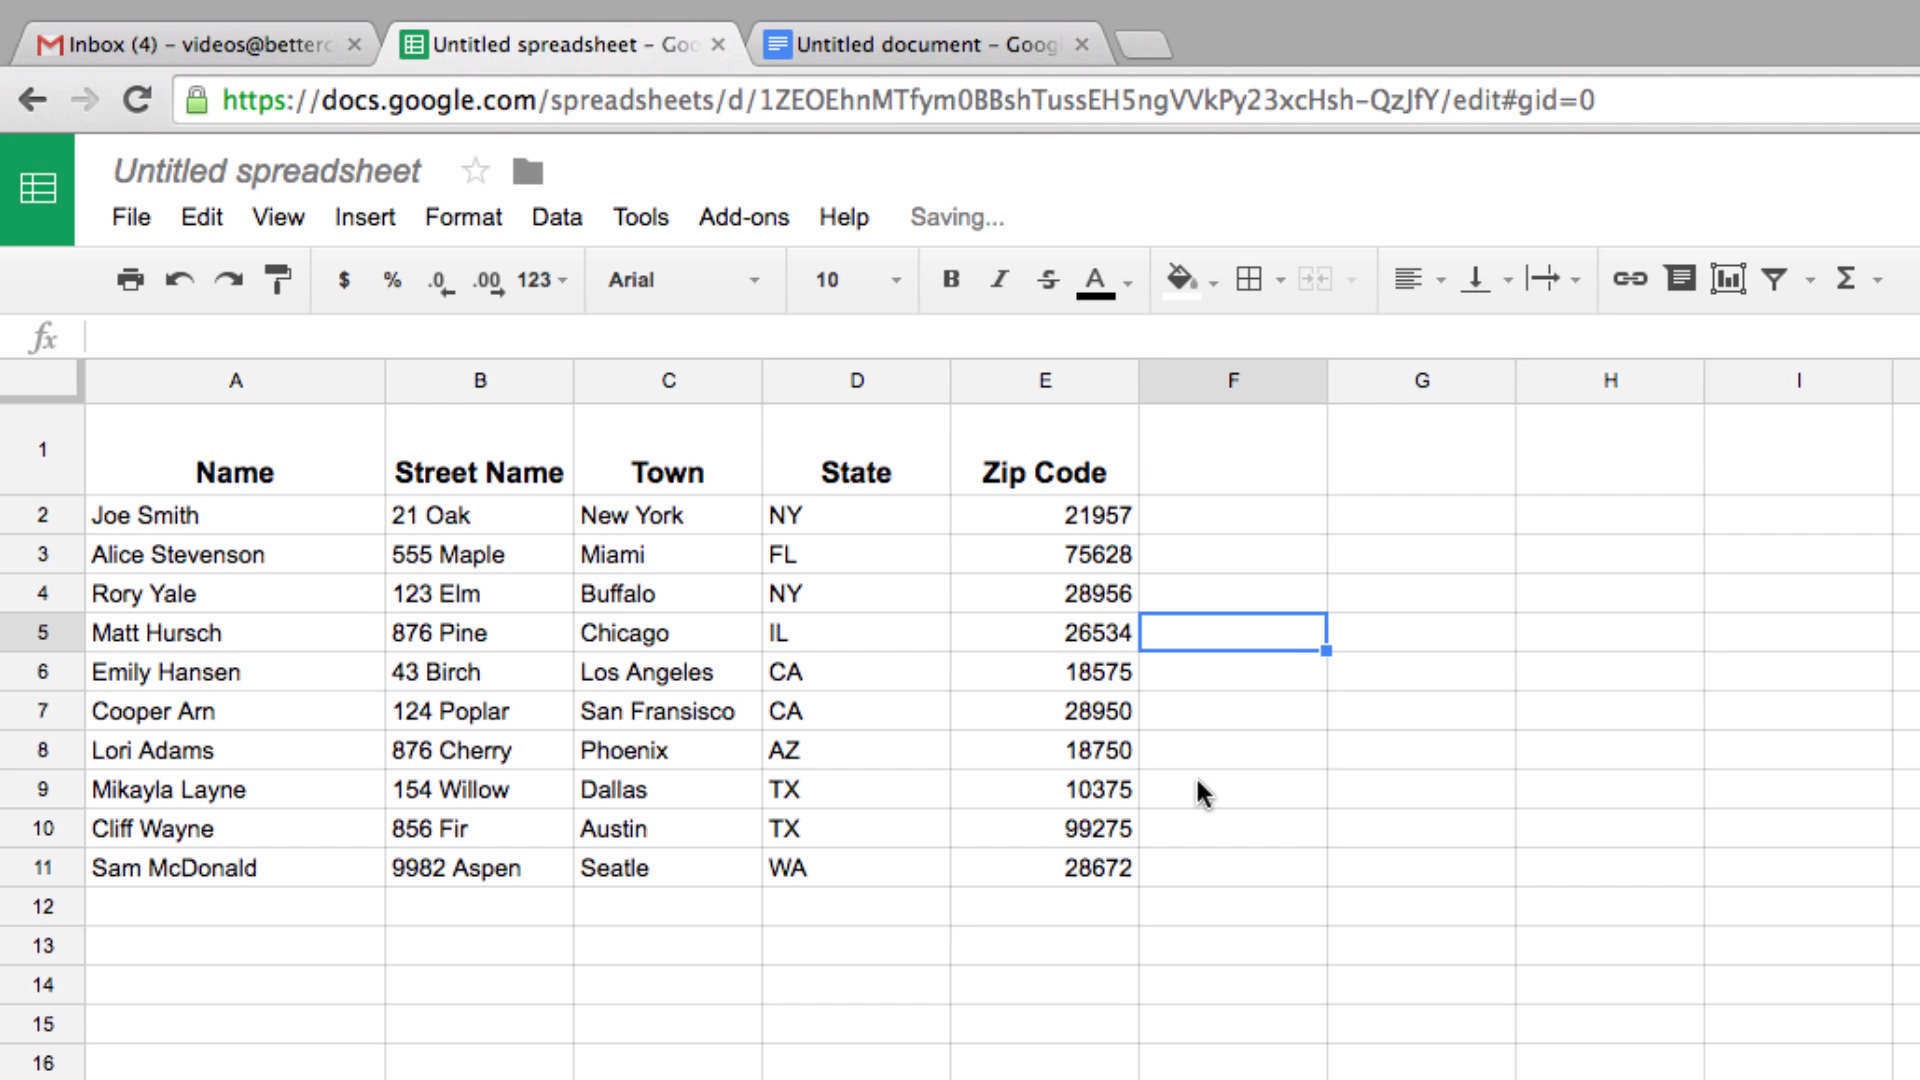 Inbox (4) – videos@betterc
Untitled spreadsheet – Goo
Untitled document – Goog
https://docs.google.com/spreadsheets/d/1ZEOEhnMTfym0BBshTussEH5ngVVkPy23xcHsh-QzJfY/edit#gid=0
Untitled spreadsheet
File Edit View Insert Format Data Tools Add-ons Help Saving...
$ % .0 .00 123 Arial 10 B I S A Σ
fx
A B C D E F G H I
1 Name Street Name Town State Zip Code
2 Joe Smith 21 Oak New York NY 21957
3 Alice Stevenson 555 Maple Miami FL 75628
4 Rory Yale 123 Elm Buffalo NY 28956
5 Matt Hursch 876 Pine Chicago IL 26534
6 Emily Hansen 43 Birch Los Angeles CA 18575
7 Cooper Arn 124 Poplar San Fransisco CA 28950
8 Lori Adams 876 Cherry Phoenix AZ 18750
9 Mikayla Layne 154 Willow Dallas TX 10375
10 Cliff Wayne 856 Fir Austin TX 99275
11 Sam McDonald 9982 Aspen Seatle WA 28672
12
13
14
15
16